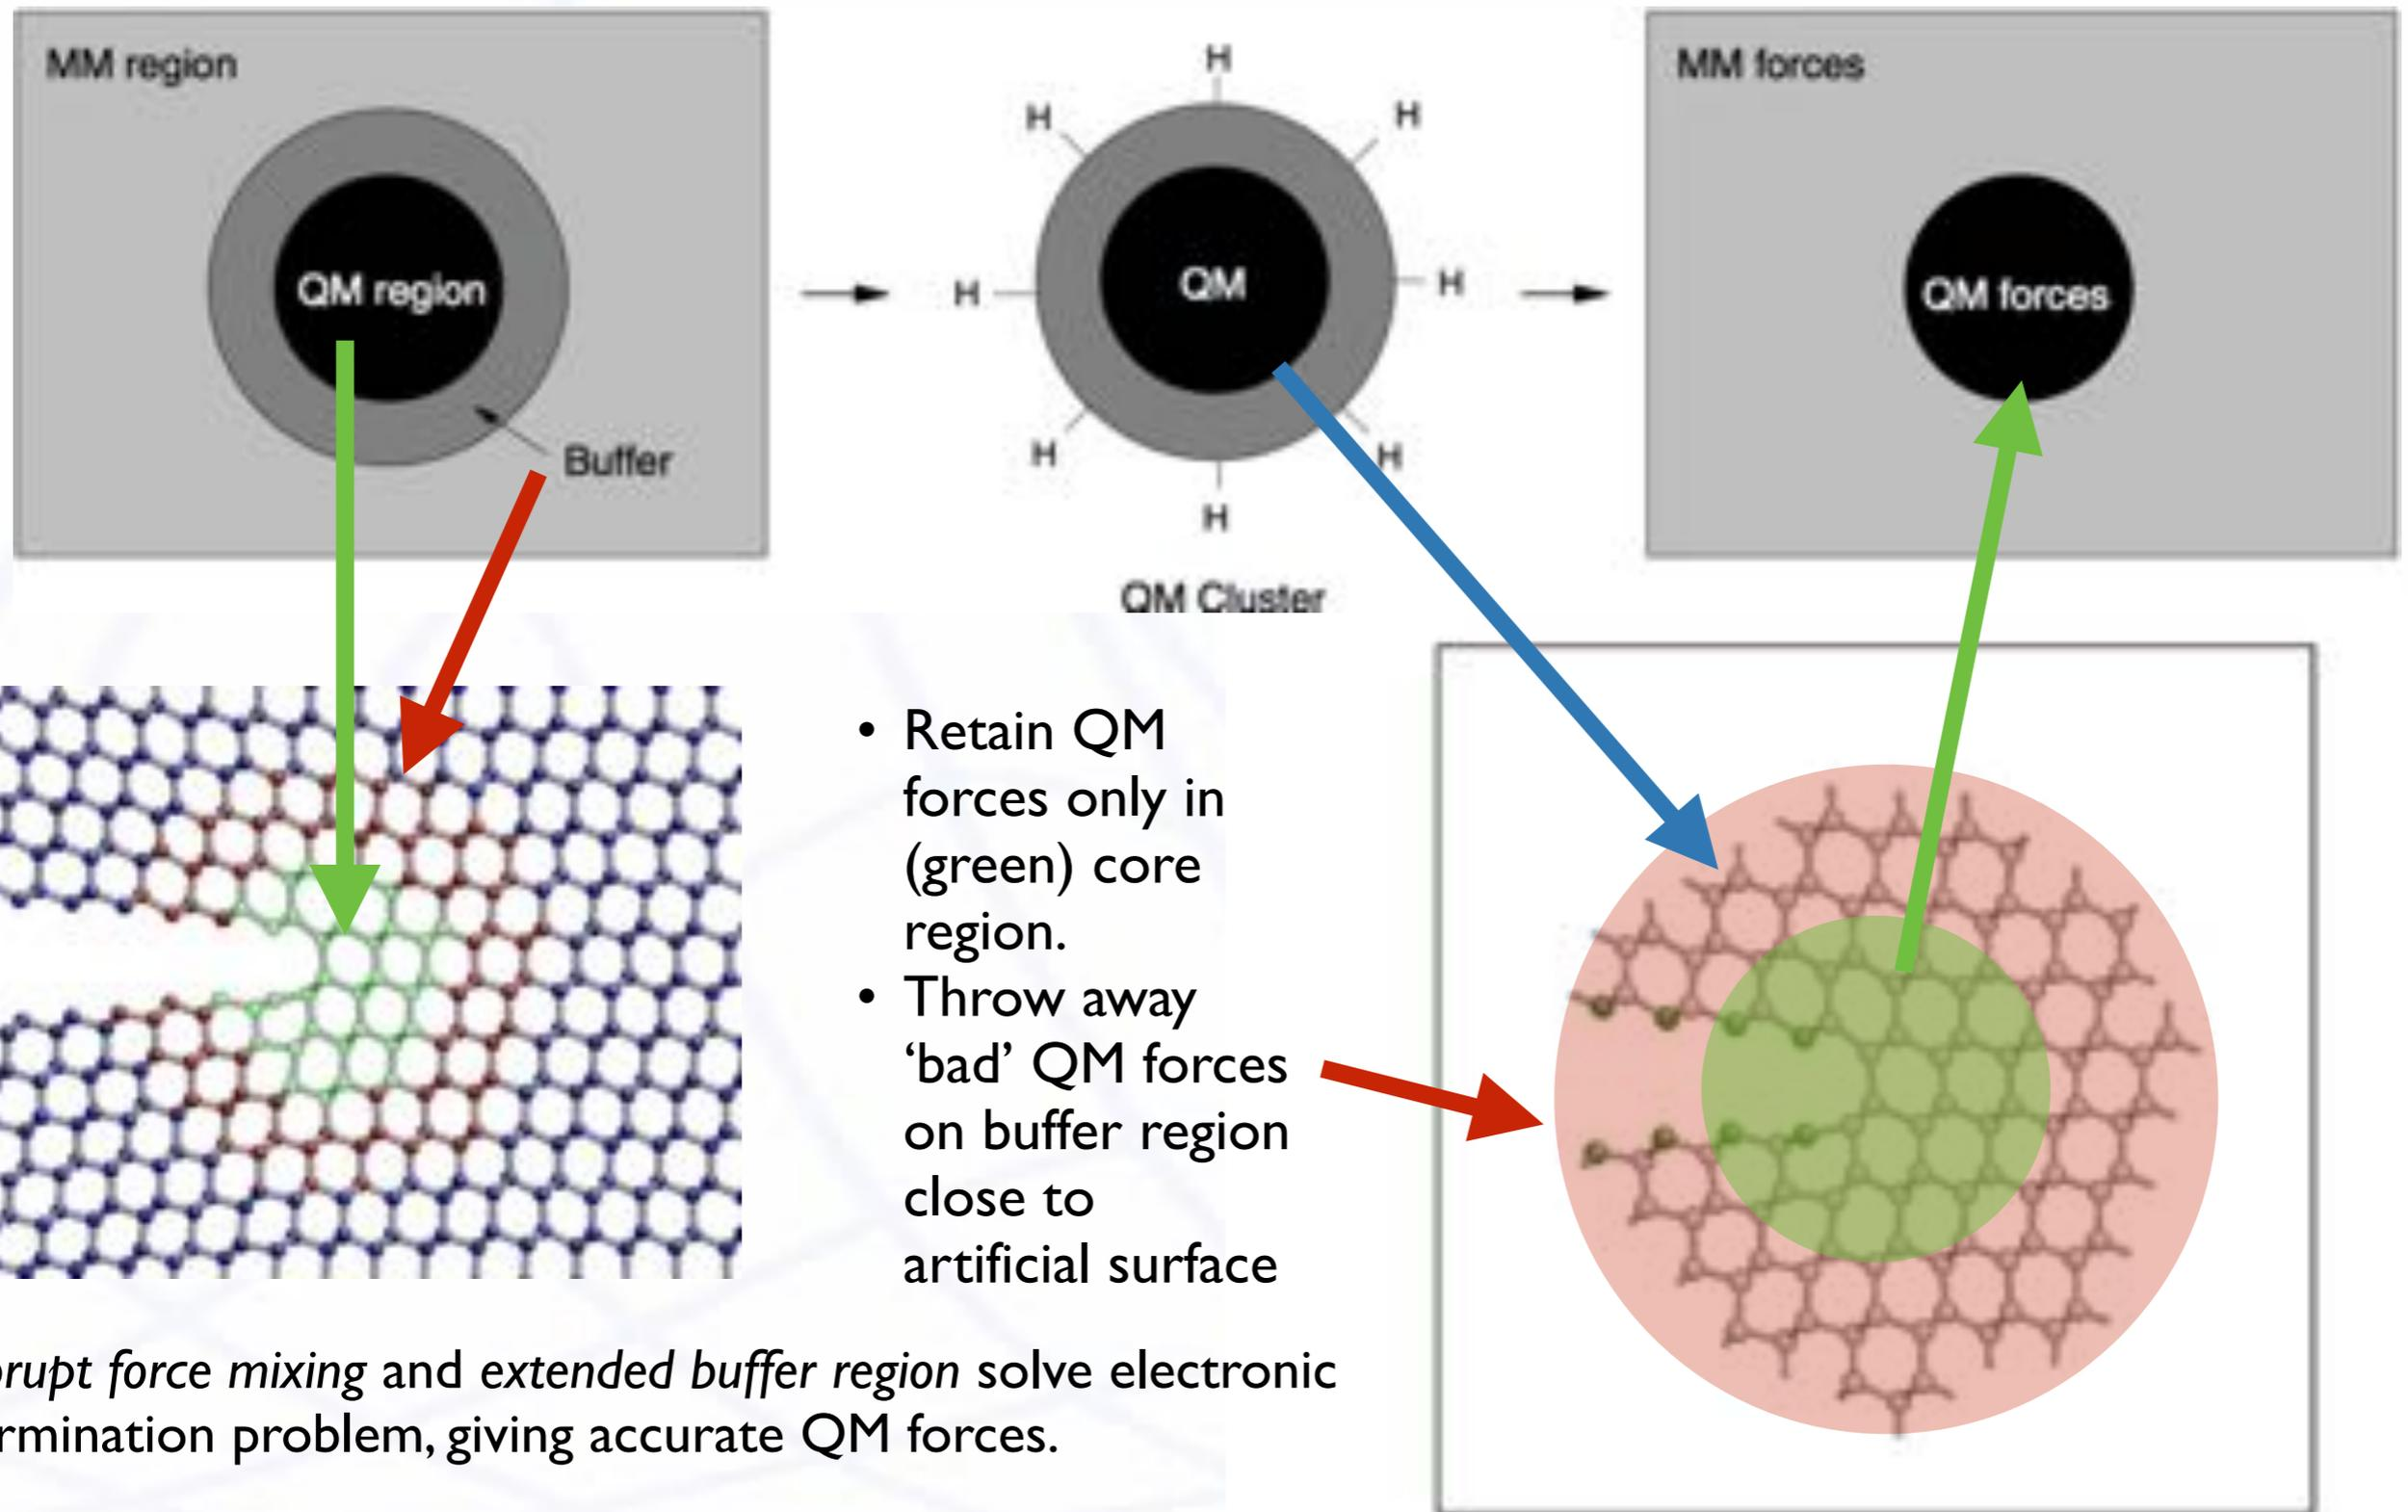 MM region
QM region
Buffer
H
H
H
H
H
H
H
H
QM
QM Cluster
MM forces
QM forces
• Retain QM
forces only in
(green) core
region.
• Throw away
‘bad’ QM forces
on buffer region
close to
artificial surface
rupt force mixing and extended buffer region solve electronic
rmination problem, giving accurate QM forces.